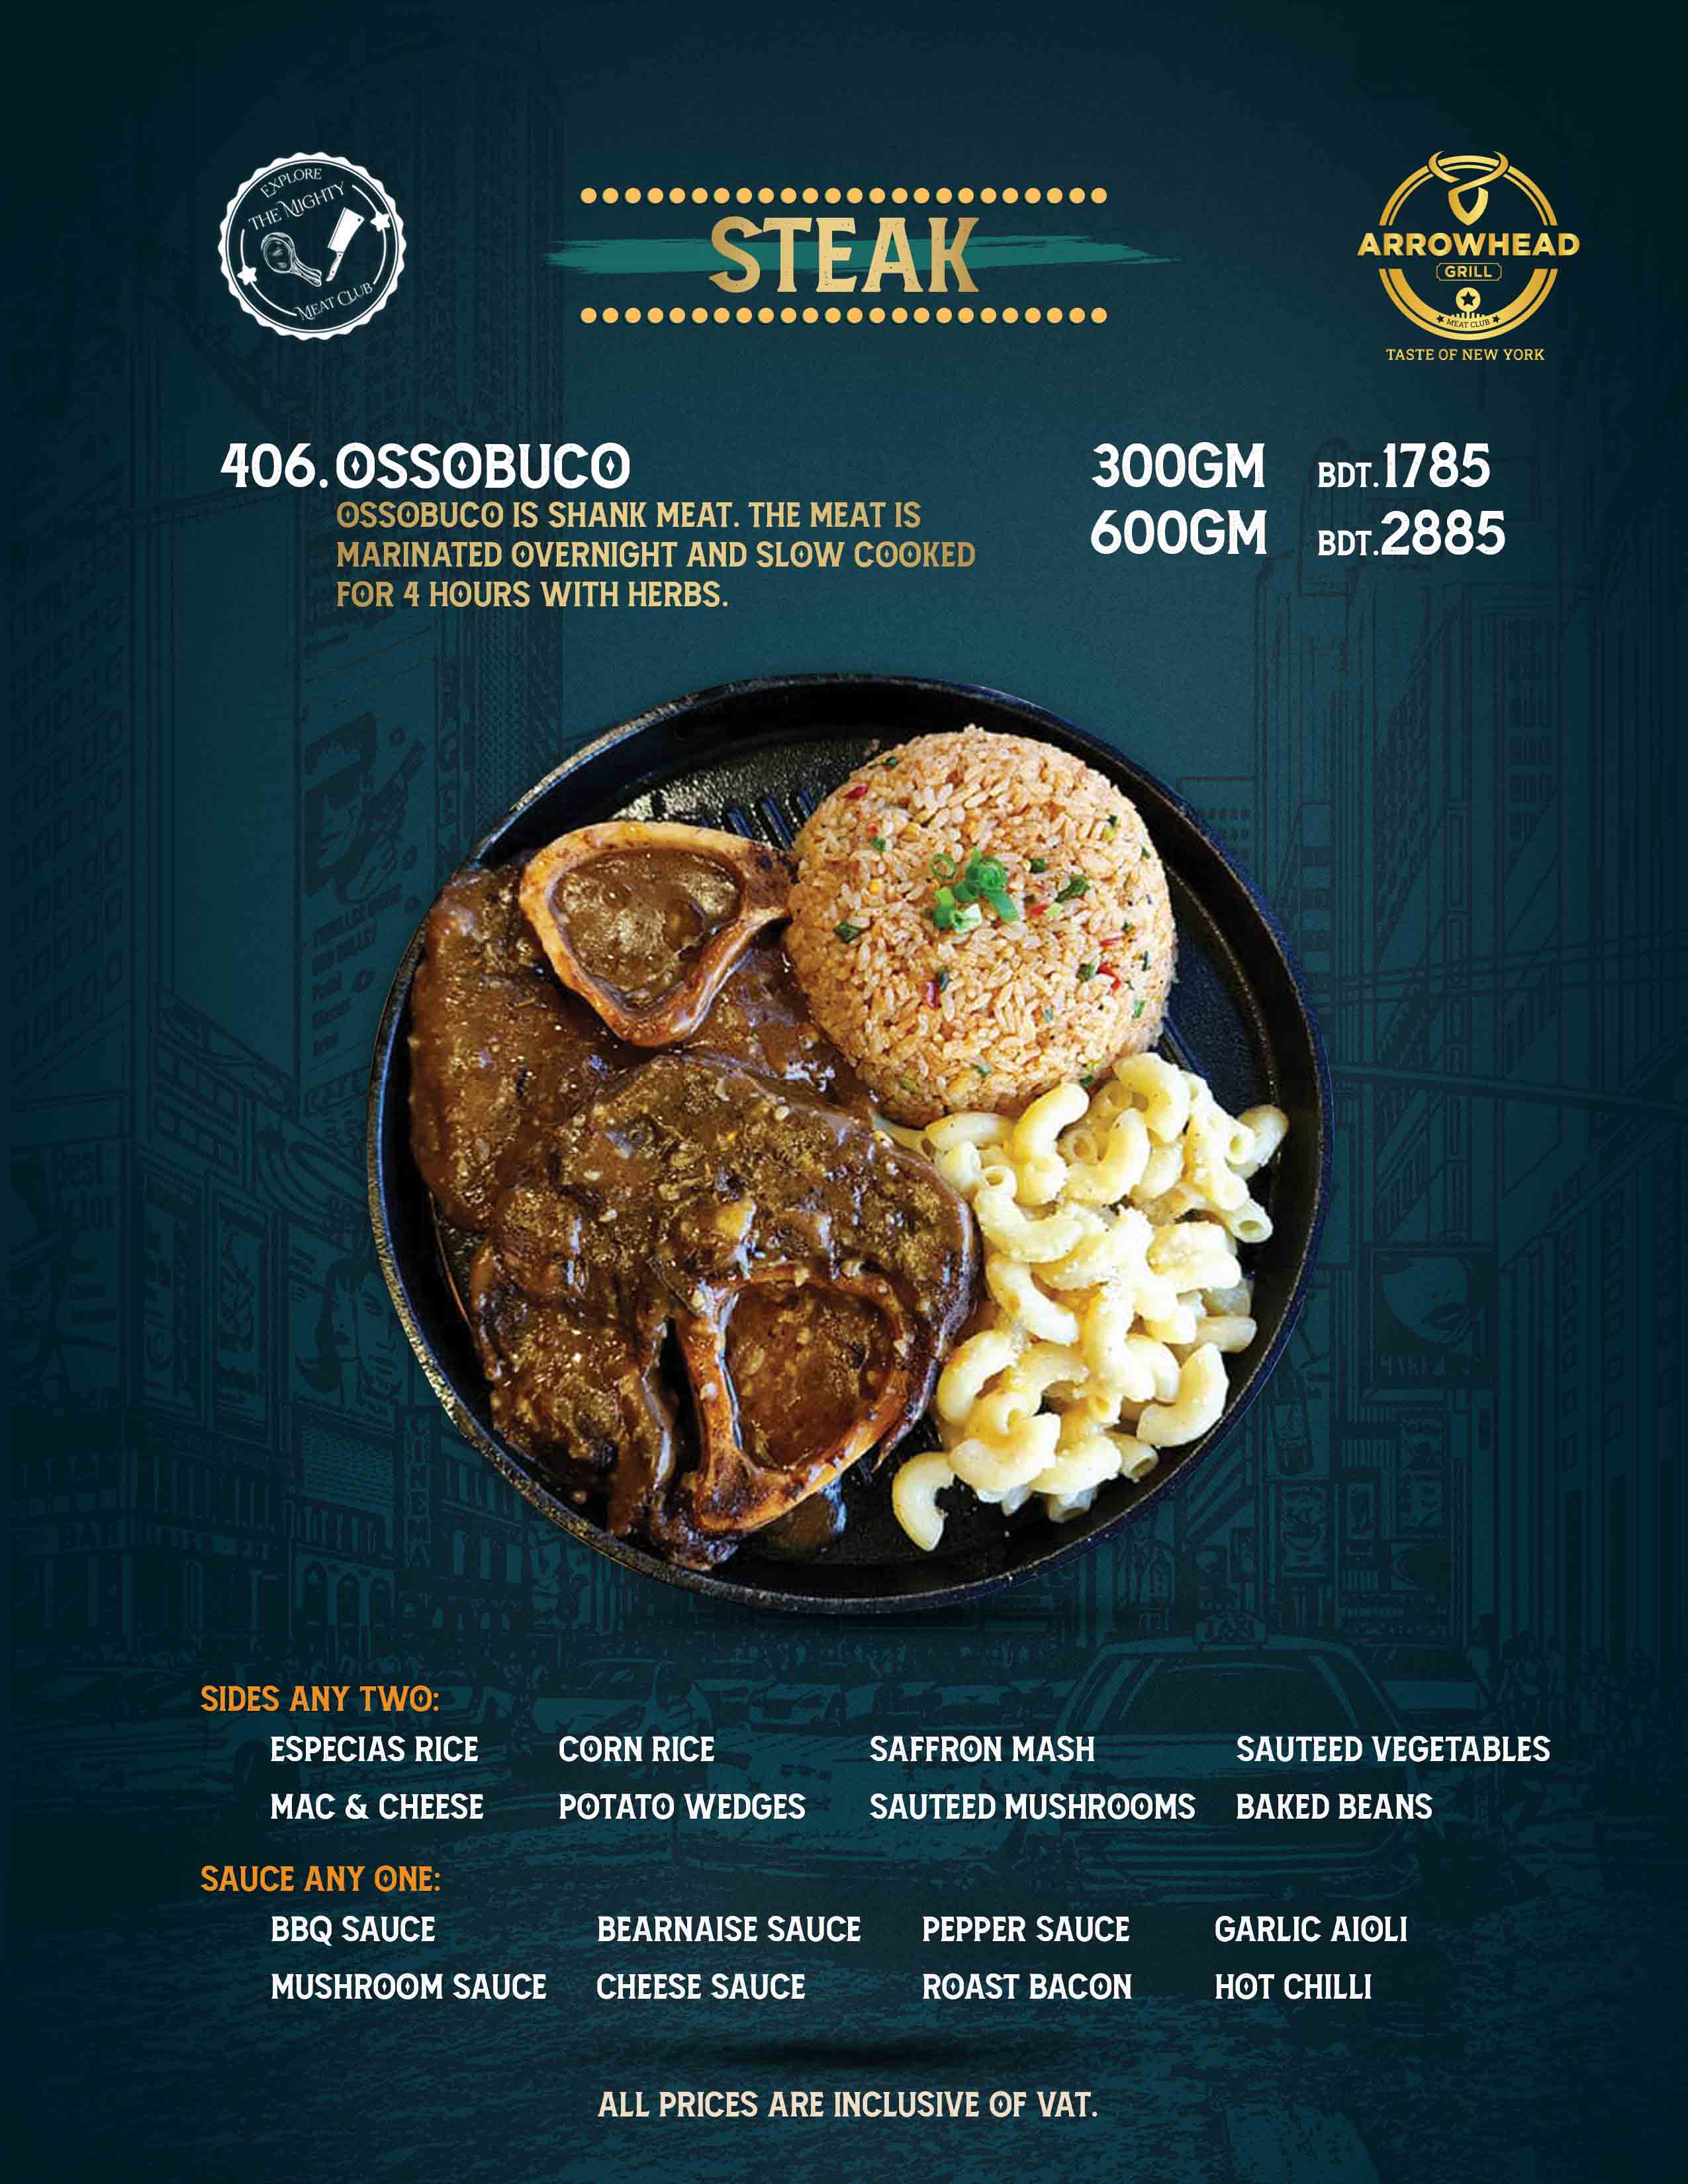 EXPLORE
THE MIGHTY
MEAT CLUB
STEAK
ARROWHEAD
GRILL
MEAT CLUB
TASTE OF NEW YORK
406. OSSOBUCO 300GM BDT.1785
600GM BDT.2885
OSSOBUCO IS SHANK MEAT. THE MEAT IS
MARINATED OVERNIGHT AND SLOW COOKED
FOR 4 HOURS WITH HERBS.
CINEMA
SIDES ANY TWO:
ESPECIAS RICE CORN RICE SAFFRON MASH SAUTEED VEGETABLES
MAC & CHEESE POTATO WEDGES SAUTEED MUSHROOMS BAKED BEANS
SAUCE ANY ONE:
BBQ SAUCE BEARNAISE SAUCE PEPPER SAUCE GARLIC AIOLI
MUSHROOM SAUCE CHEESE SAUCE ROAST BACON HOT CHILLI
ALL PRICES ARE INCLUSIVE OF VAT.